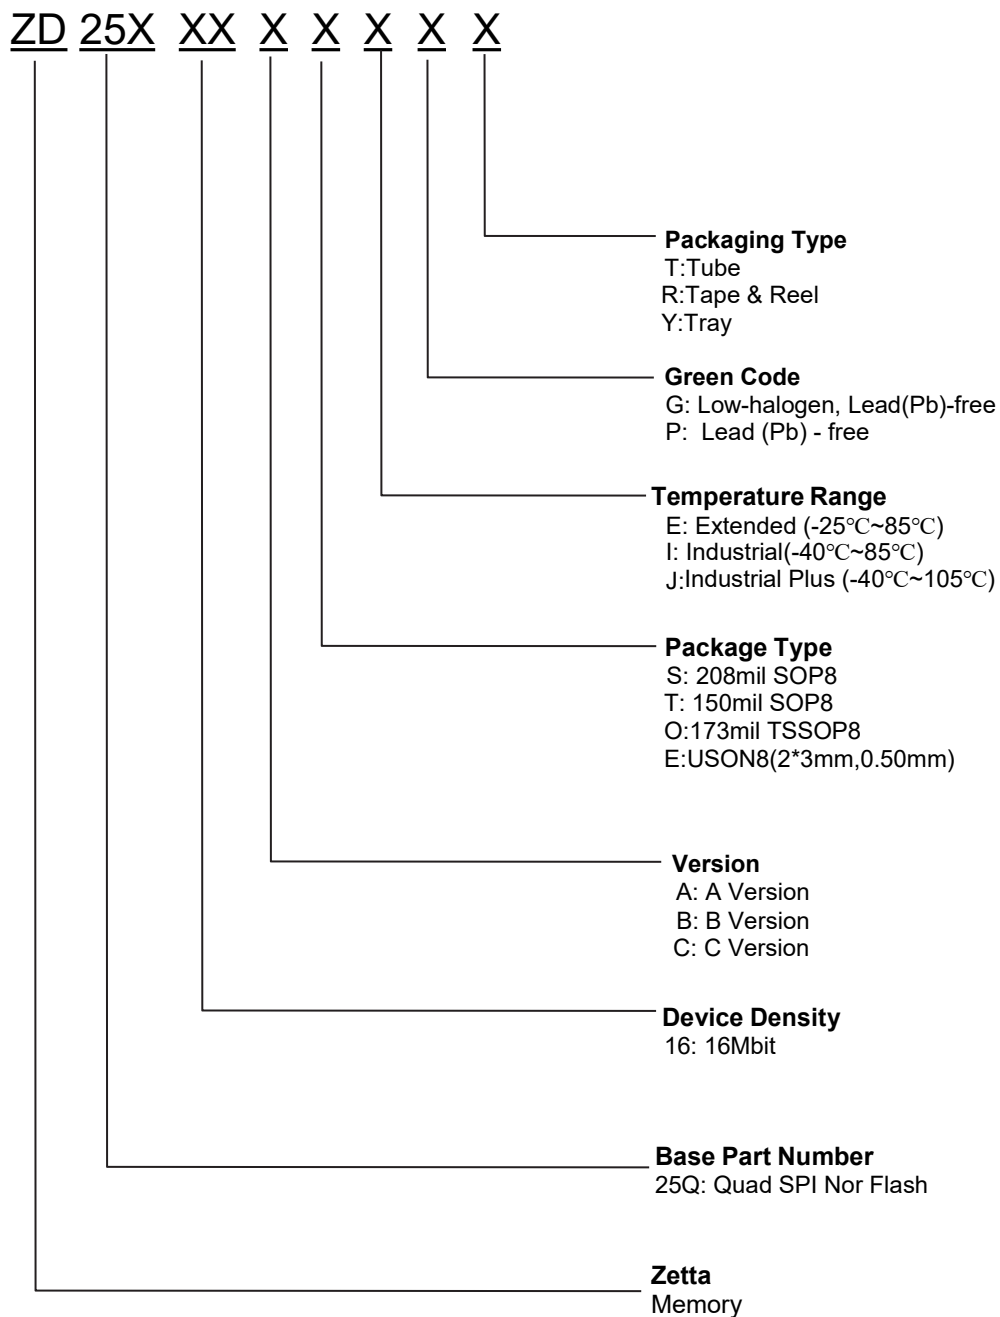 ZD 25X XX X X X X X
Packaging Type
T:Tube
R:Tape & Reel
Y:Tray
Green Code
G: Low-halogen, Lead(Pb)-free
P: Lead (Pb) - free
Temperature Range
E: Extended (-25℃~85℃)
I: Industrial(-40℃~85℃)
J:Industrial Plus (-40℃~105℃)
Package Type
S: 208mil SOP8
T: 150mil SOP8
O:173mil TSSOP8
E:USON8(2*3mm,0.50mm)
Version
A: A Version
B: B Version
C: C Version
Device Density
16: 16Mbit
Base Part Number
25Q: Quad SPI Nor Flash
Zetta
Memory